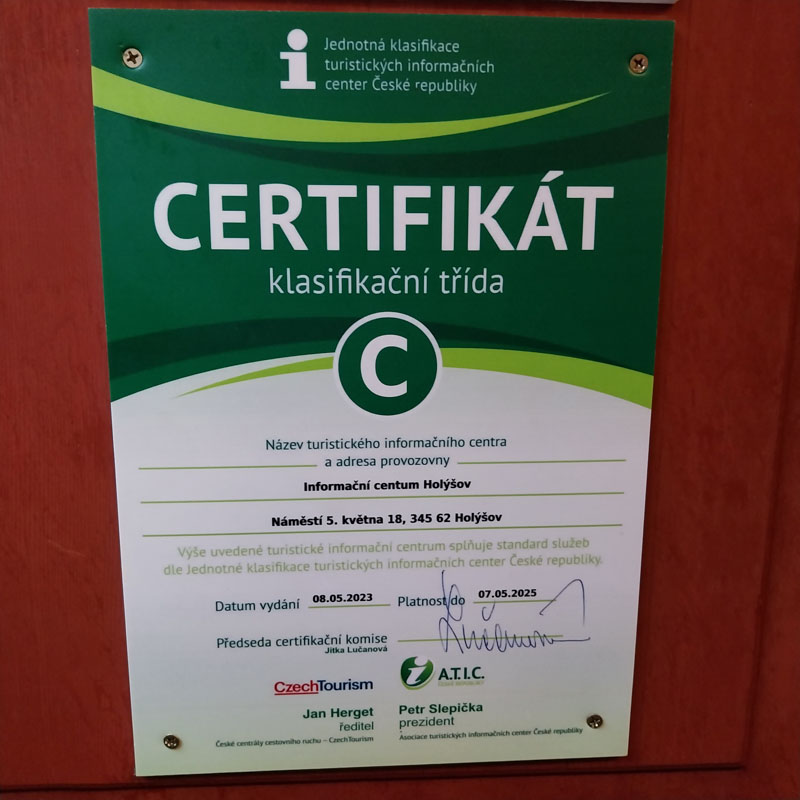 Jednotná klasifikace
turistických informačních
center České republiky
CERTIFIKÁT
klasifikační třída
C
Název turistického informačního centra
a adresa provozovny
Informační centum Holýšov
Náměstí 5. května 18, 345 62 Holýšov
Výše uvedené turistické informační centrum splňuje standard služeb
dle Jednotné klasifikace turistických informačních center České republiky.
Datum vydání 08.05.2023 Platnost do 07.05.2025
Předseda certifikační komise
Jitka Lučanová
CzechTourism
i A.T.I.C.
ČESKÉ REPUBLIKY
Jan Herget
ředitel
České centrály cestovního ruchu – CzechTourism
Petr Slepička
prezident
Asociace turistických informačních center České republiky